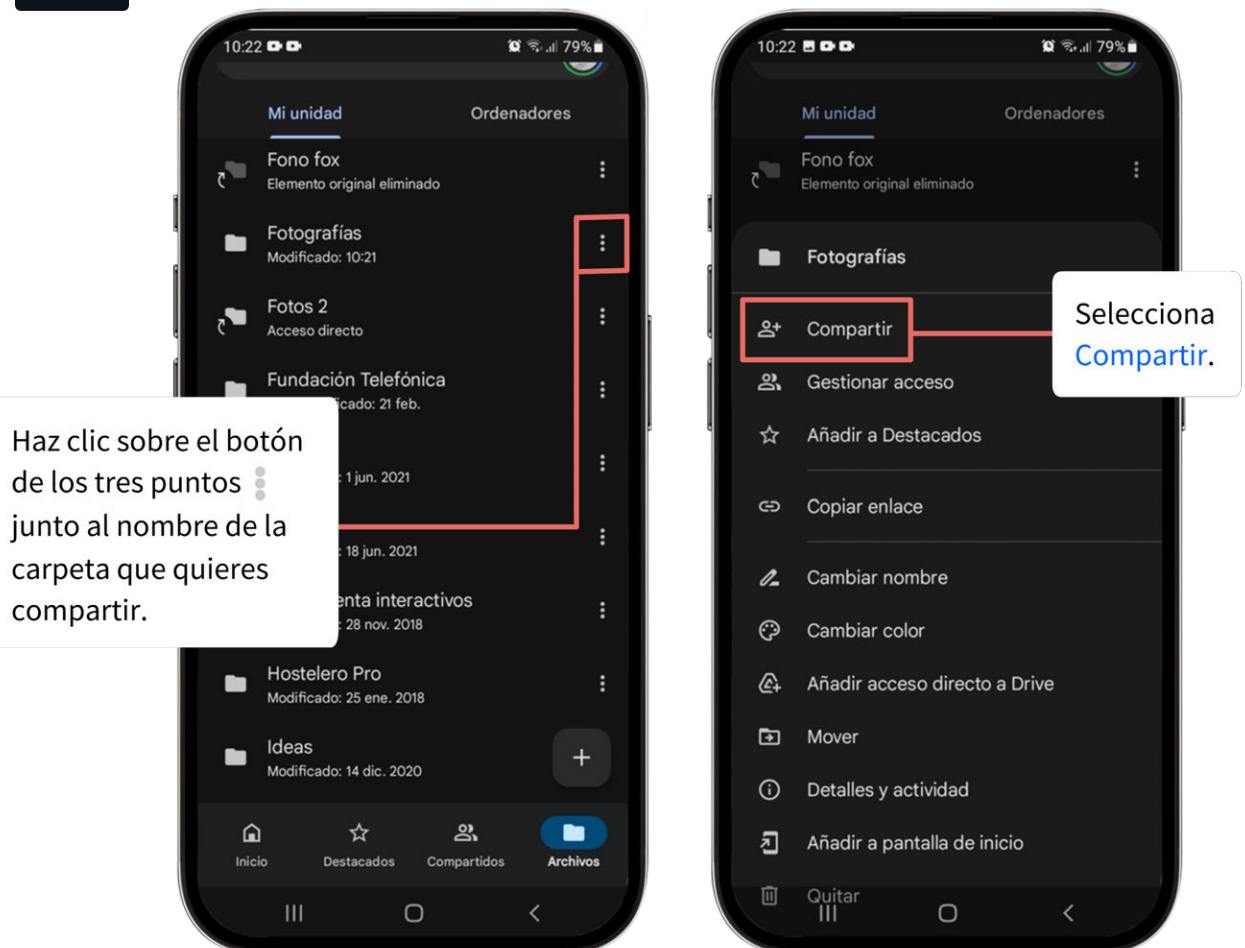 10:22
79%
Mi unidad
Ordenadores
Fono fox
Elemento original eliminado
Fotografías
Modificado: 10:21
Fotos 2
Acceso directo
Fundación Telefónica
icado: 21 feb.
: 1 jun. 2021
: 18 jun. 2021
enta interactivos
: 28 nov. 2018
Hostelero Pro
Modificado: 25 ene. 2018
Ideas
Modificado: 14 dic. 2020
+
Inicio
Destacados
Compartidos
Archivos
Haz clic sobre el botón
de los tres puntos
junto al nombre de la
carpeta que quieres
compartir.
10:22
79%
Mi unidad
Ordenadores
Fono fox
Elemento original eliminado
Fotografías
Compartir
Gestionar acceso
Añadir a Destacados
Copiar enlace
Cambiar nombre
Cambiar color
Añadir acceso directo a Drive
Mover
Detalles y actividad
Añadir a pantalla de inicio
Quitar
Selecciona
Compartir.